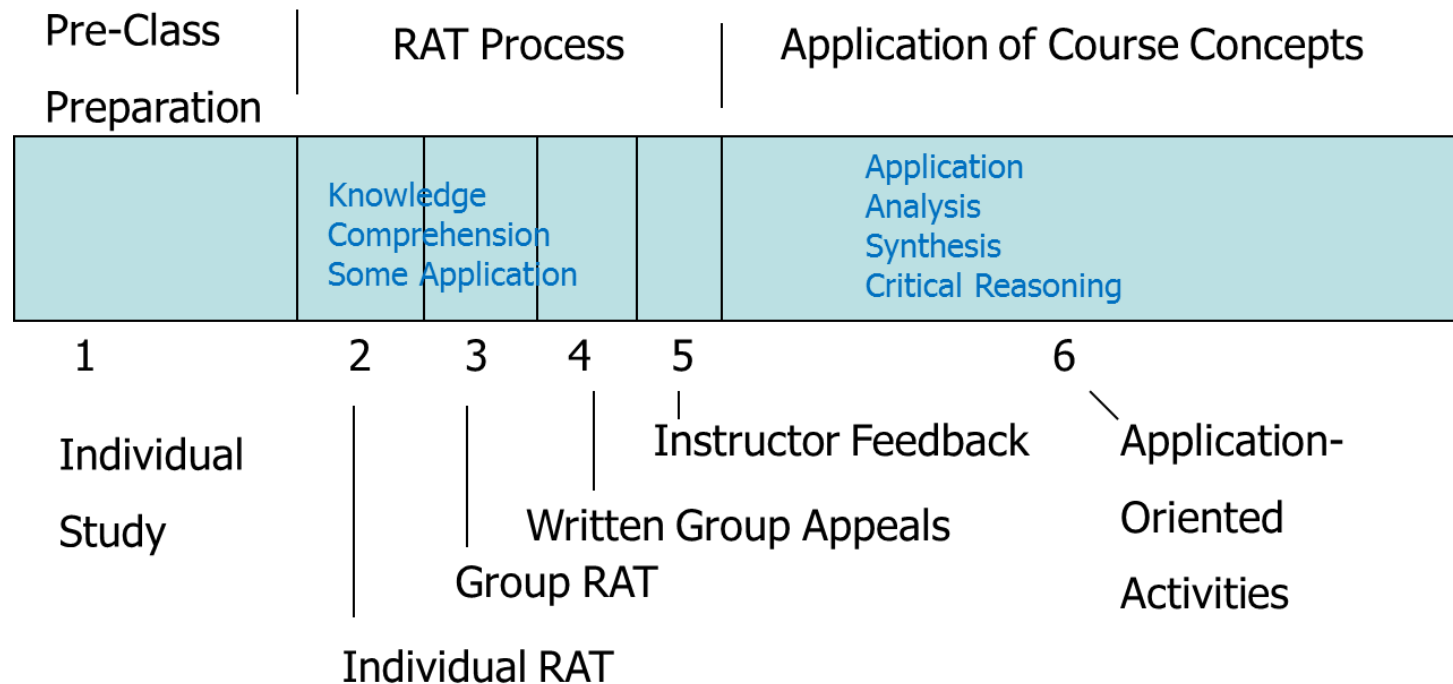 Pre-Class
Preparation
RAT Process
Application of Course Concepts
Knowledge
Comprehension
Some Application
Application
Analysis
Synthesis
Critical Reasoning
1
2
3
4
5
6
Individual
Study
Individual RAT
Group RAT
Written Group Appeals
Instructor Feedback
Application-
Oriented
Activities